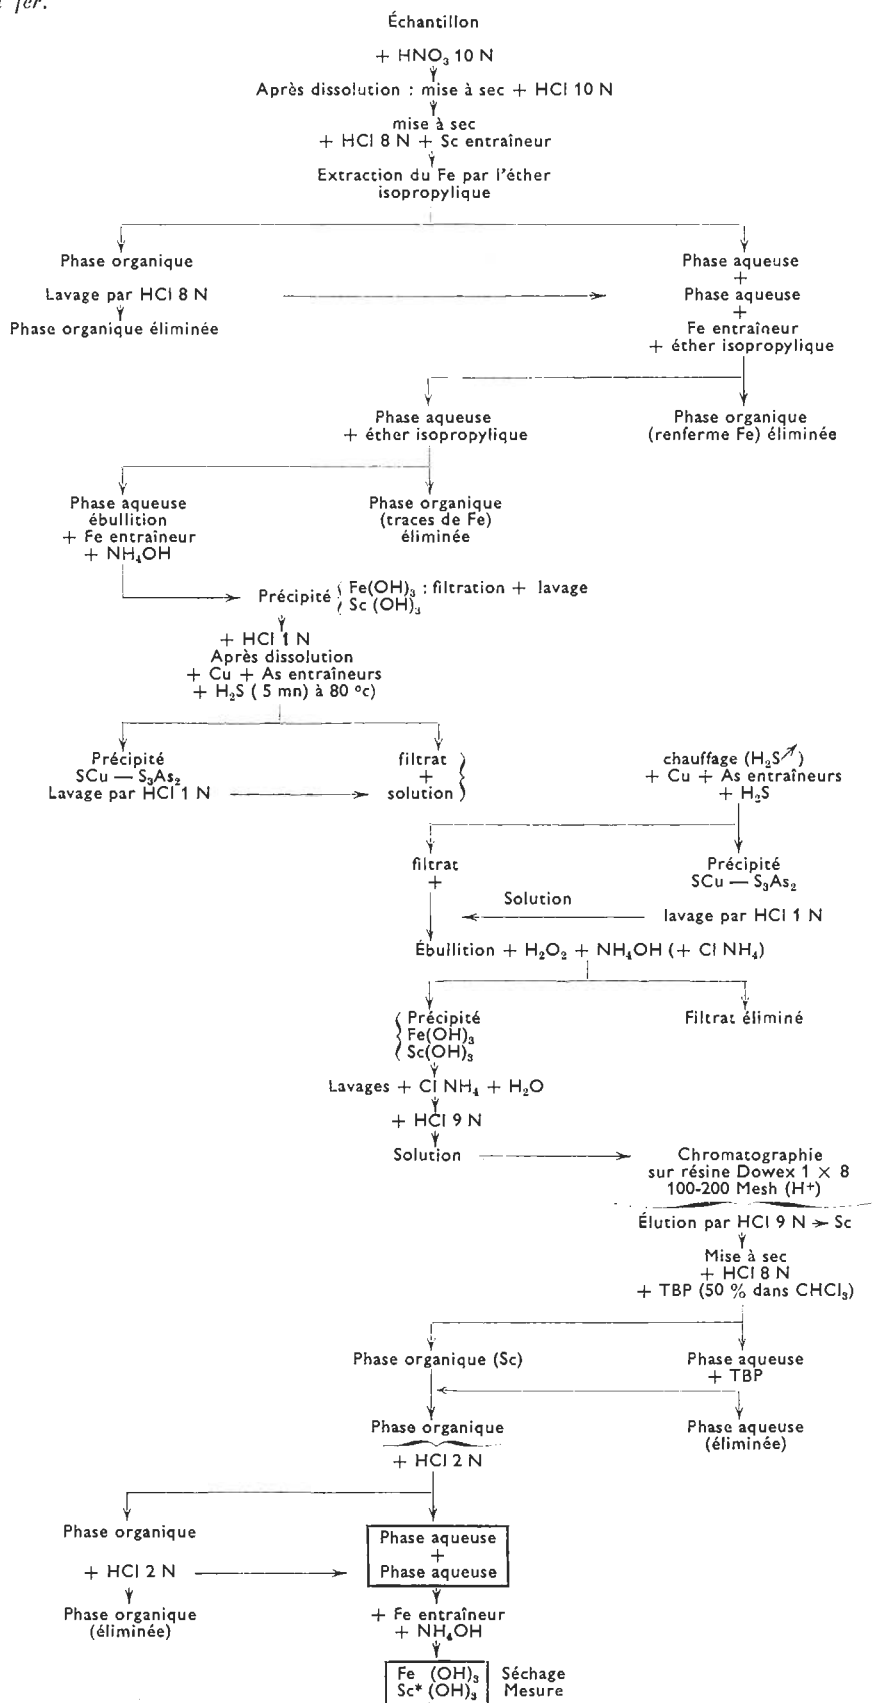 fer.
Échantillon
+ HNO₃ 10 N
Après dissolution : mise à sec + HCl 10 N
mise à sec
+ HCl 8 N + Sc entraîneur
Extraction du Fe par l'éther
isopropylique
Phase organique
Lavage par HCl 8 N
Phase organique éliminée
Phase aqueuse
+
Phase aqueuse
+
Fe entraîneur
+ éther isopropylique
Phase aqueuse
+ éther isopropylique
Phase organique
(renferme Fe) éliminée
Phase aqueuse
ébullition
+ Fe entraîneur
+ NH₄OH
Phase organique
(traces de Fe)
éliminée
Précipité { Fe(OH)₃ : filtration + lavage
Sc (OH)₃
+ HCl 1 N
Après dissolution
+ Cu + As entraîneurs
+ H₂S ( 5 mn) à 80 °c)
Précipité
SCu — S₃As₂
Lavage par HCl 1 N
filtrat
+
solution }
chauffage (H₂S↗)
+ Cu + As entraîneurs
+ H₂S
filtrat
+
Précipité
SCu — S₃As₂
Solution
lavage par HCl 1 N
Ébullition + H₂O₂ + NH₄OH (+ Cl NH₄)
Précipité
Fe(OH)₃
Sc(OH)₃
Filtrat éliminé
Lavages + Cl NH₄ + H₂O
+ HCl 9 N
Solution
Chromatographie
sur résine Dowex 1 × 8
100-200 Mesh (H⁺)
Élution par HCl 9 N → Sc
Mise à sec
+ HCl 8 N
+ TBP (50 % dans CHCl₃)
Phase organique (Sc)
Phase aqueuse
+ TBP
Phase organique
+ HCl 2 N
Phase aqueuse
(éliminée)
Phase organique
+ HCl 2 N
Phase organique
(éliminée)
Phase aqueuse
+
Phase aqueuse
+ Fe entraîneur
+ NH₄OH
Fe (OH)₃ Séchage
Sc* (OH)₃ Mesure